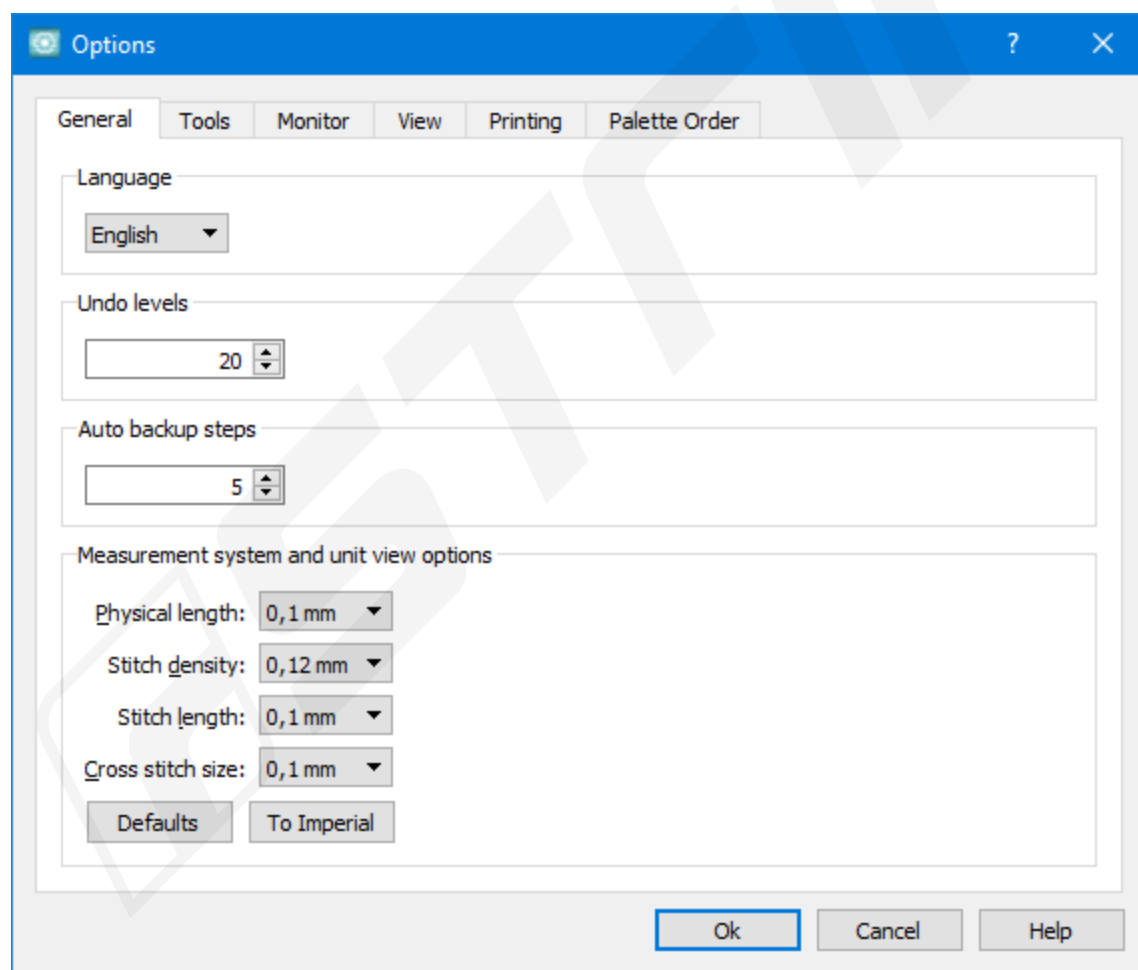 Options ?
General Tools Monitor View Printing Palette Order
Language
English
Undo levels
20
Auto backup steps
5
Measurement system and unit view options
Physical length: 0,1 mm
Stitch density: 0,12 mm
Stitch length: 0,1 mm
Cross stitch size: 0,1 mm
Defaults To Imperial
Ok Cancel Help